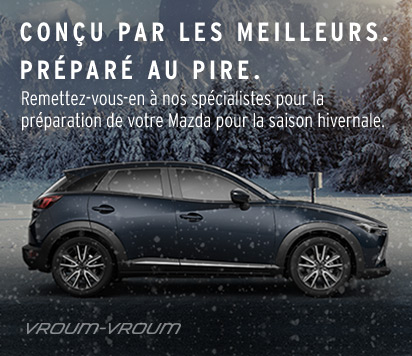 CONÇU PAR LES MEILLEURS.
PRÉPARÉ AU PIRE.
Remettez-vous-en à nos spécialistes pour la
préparation de votre Mazda pour la saison hivernale.
VROUM-VROUM